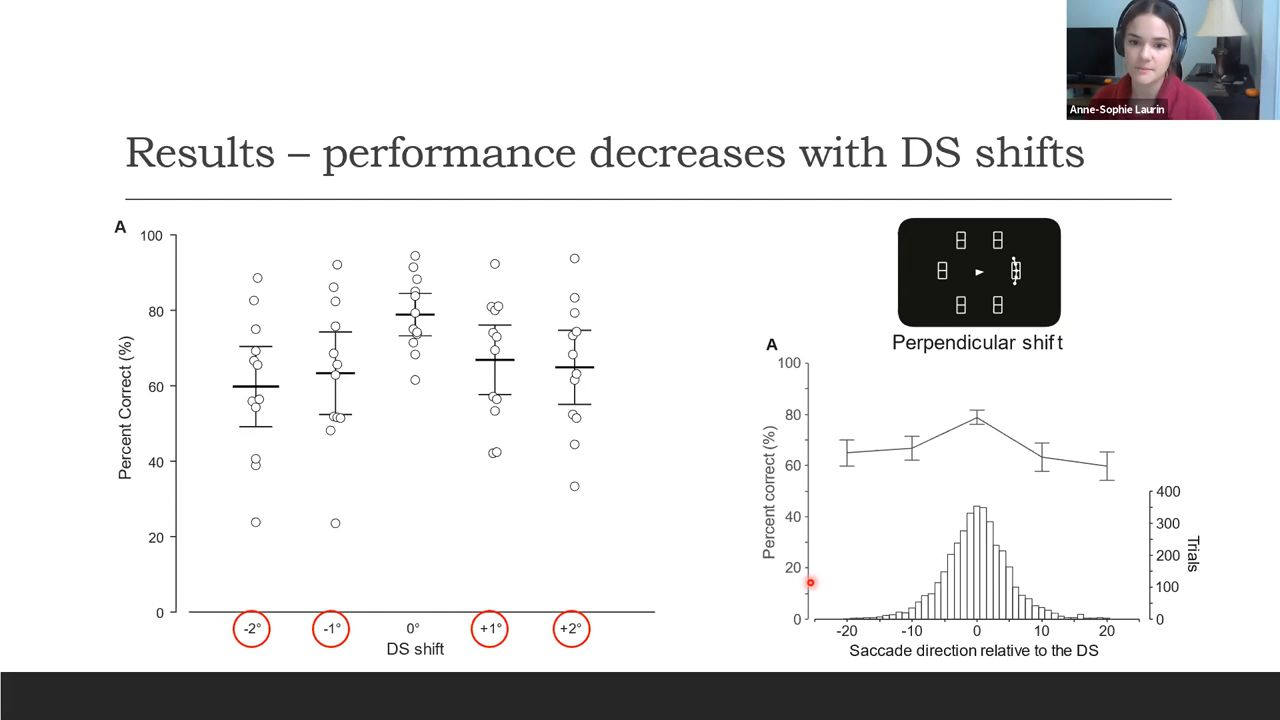 Anne-Sophie Laurin
Results – performance decreases with DS shifts
A
100
80
60
40
20
0
Percent Correct (%)
-2°
-1°
0°
+1°
+2°
DS shift
Perpendicular shift
A
100
80
60
40
20
0
Percent correct (%)
400
300
200
100
0
Trials
-20
-10
0
10
20
Saccade direction relative to the DS